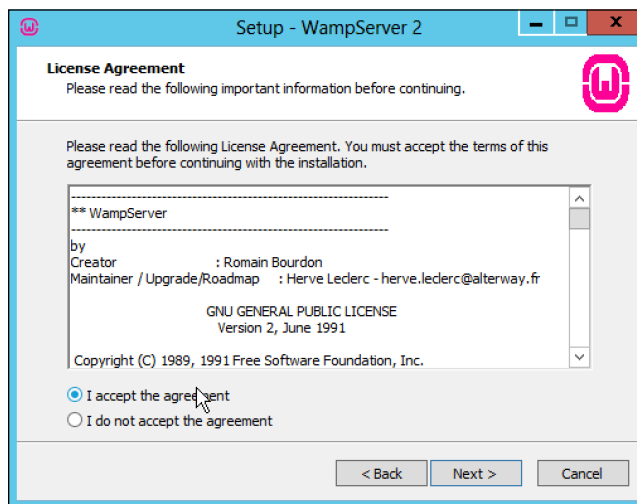 Setup - WampServer 2
License Agreement
Please read the following important information before continuing.
Please read the following License Agreement. You must accept the terms of this
agreement before continuing with the installation.
----------------------------------------------------------------
** WampServer
----------------------------------------------------------------
by
Creator : Romain Bourdon
Maintainer / Upgrade/Roadmap : Herve Leclerc - herve.leclerc@alterway.fr
GNU GENERAL PUBLIC LICENSE
Version 2, June 1991
Copyright (C) 1989, 1991 Free Software Foundation, Inc.
I accept the agreement
I do not accept the agreement
< Back Next > Cancel